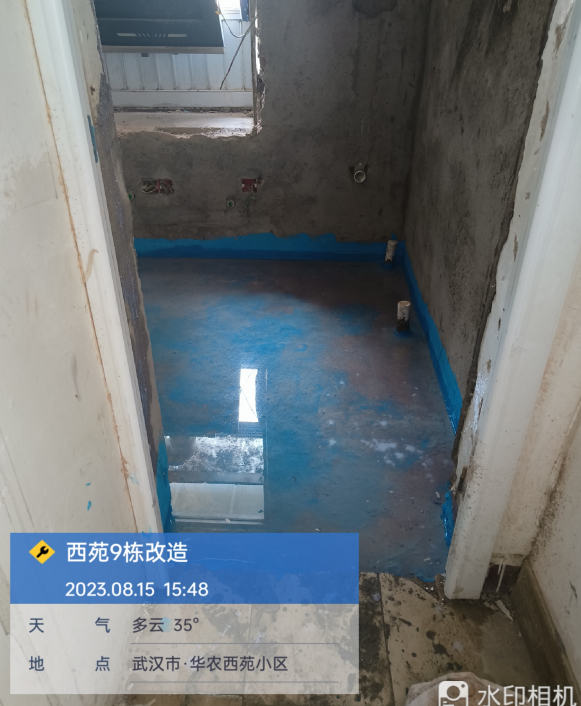 西苑9栋改造
2023.08.15 15:48
天 气 多云 35°
地 点 武汉市·华农西苑小区
水印相机